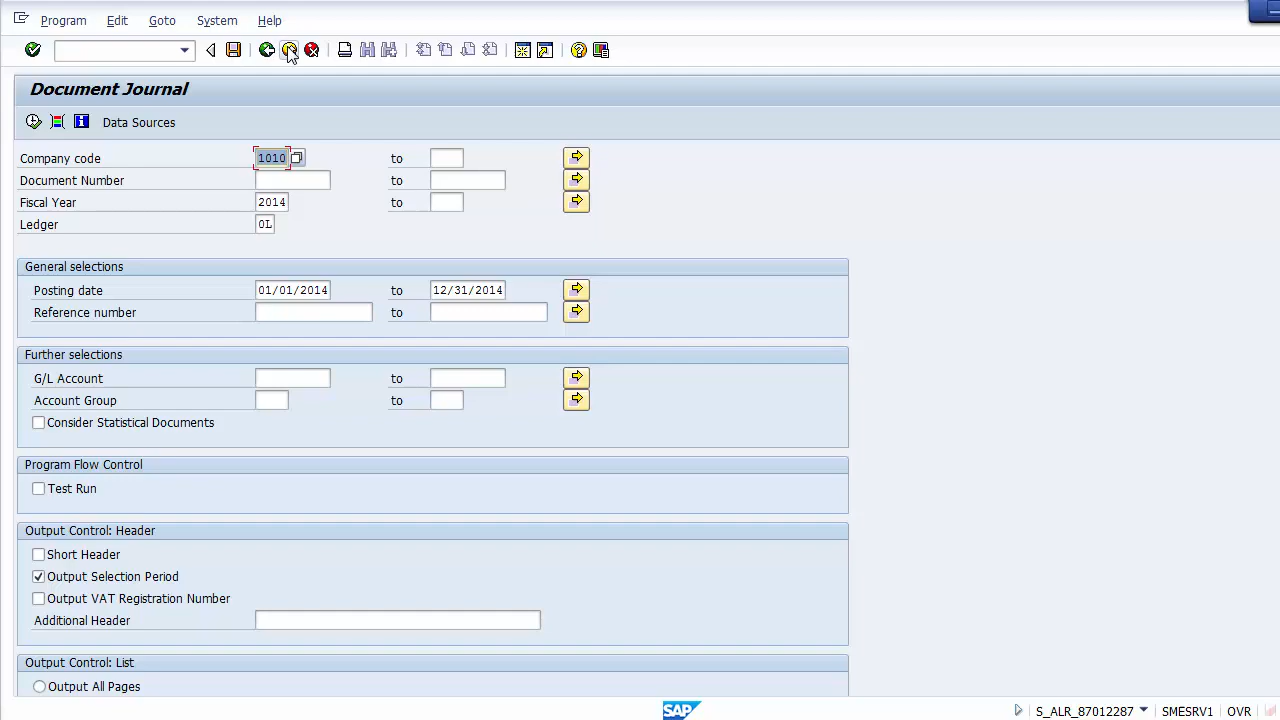 Program Edit Goto System Help
Document Journal
Data Sources
Company code 1010 to
Document Number to
Fiscal Year 2014 to
Ledger 0L
General selections
Posting date 01/01/2014 to 12/31/2014
Reference number to
Further selections
G/L Account to
Account Group to
Consider Statistical Documents
Program Flow Control
Test Run
Output Control: Header
Short Header
Output Selection Period
Output VAT Registration Number
Additional Header
Output Control: List
Output All Pages
SAP S_ALR_87012287 SMESRV1 OVR